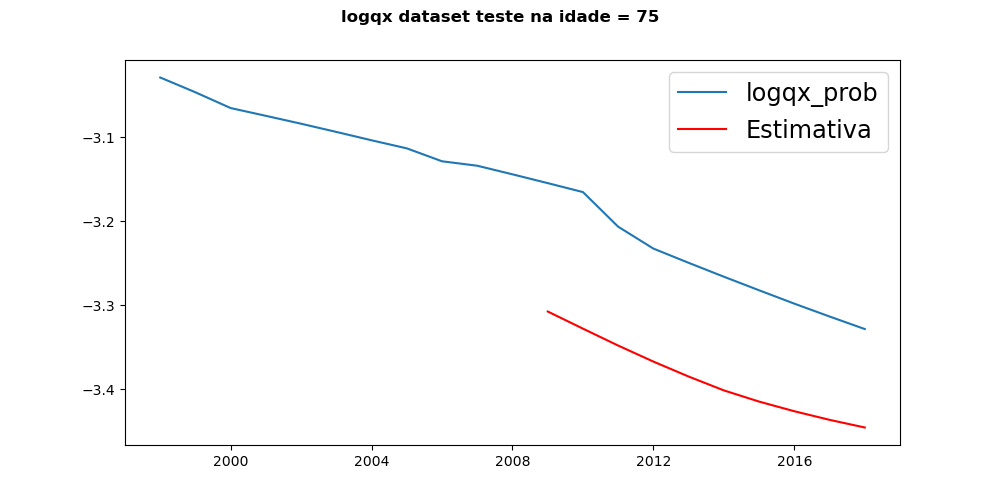 logqx dataset teste na idade = 75
logqx_prob
Estimativa
−3.1
−3.2
−3.3
−3.4
2000 2004 2008 2012 2016